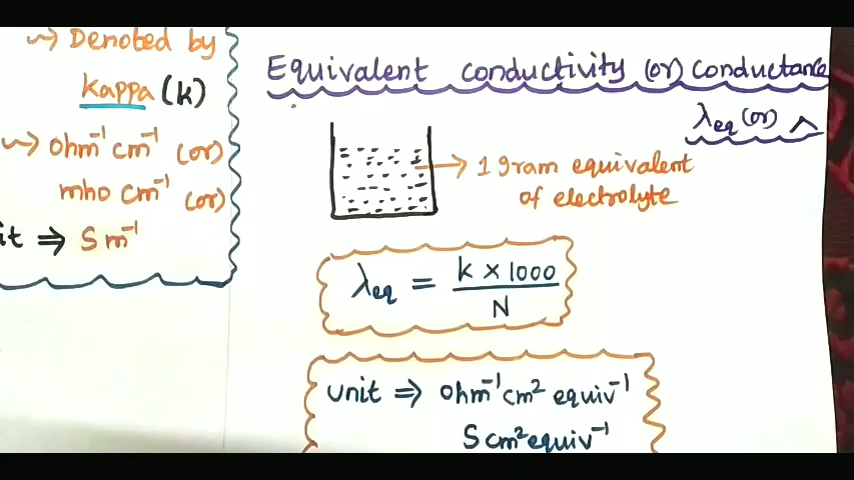 ~> Denoted by
kappa (k)
~> ohm⁻¹ cm⁻¹ (or)
mho cm⁻¹ (or)
it ⇒ S m⁻¹
Equivalent conductivity (or) Conductance
λeq (or) Λ
→ 1 gram equivalent
of electrolyte
λeq = k × 1000
N
unit ⇒ ohm⁻¹ cm² equiv⁻¹
S cm² equiv⁻¹